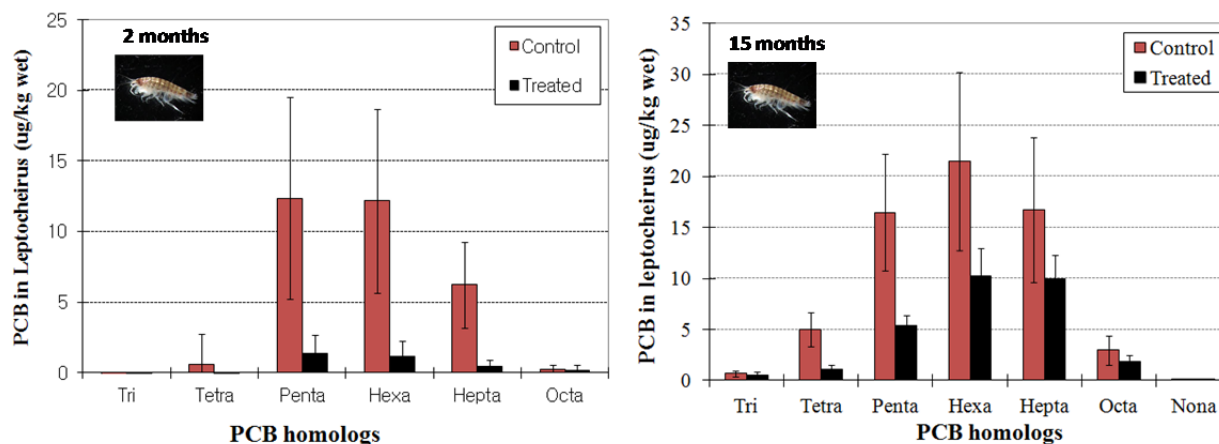 PCB in Leptocheirus (ug/kg wet)
25
20
15
10
5
0
2 months
Control
Treated
Tri Tetra Penta Hexa Hepta Octa
PCB homologs
PCB in leptocheirus (ug/kg wet)
35
30
25
20
15
10
5
0
15 months
Control
Treated
Tri Tetra Penta Hexa Hepta Octa Nona
PCB homologs